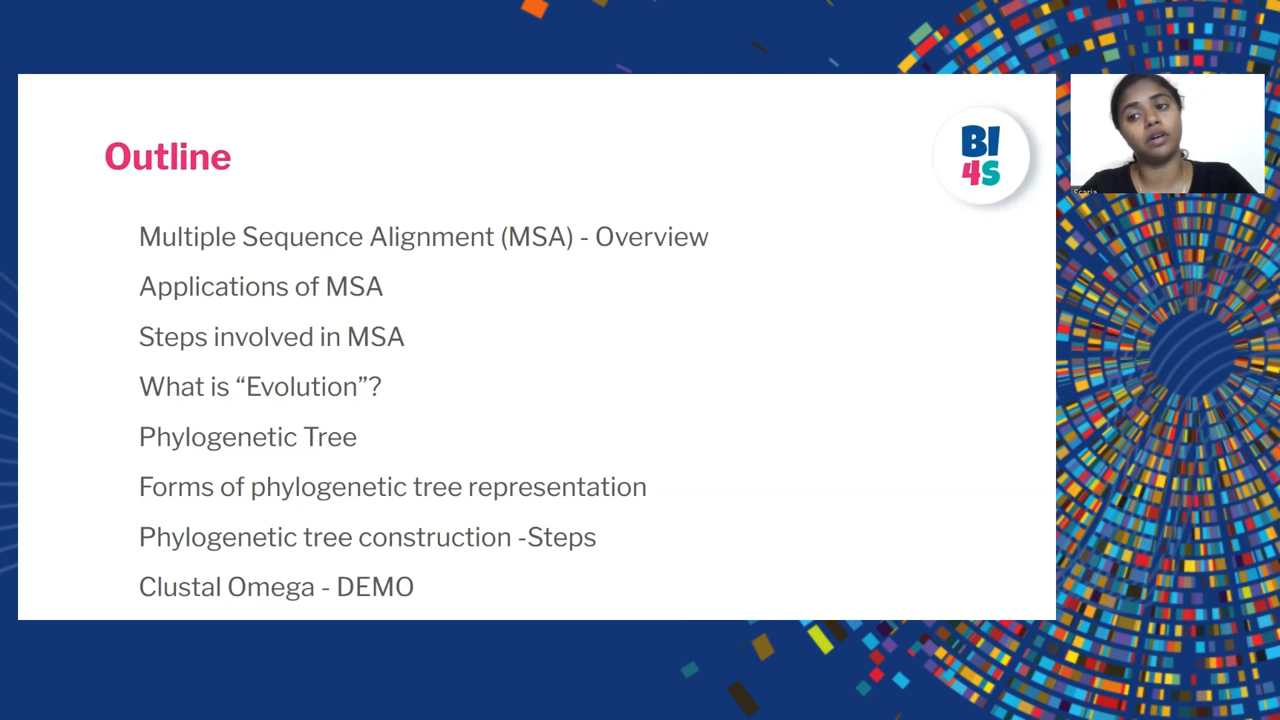 Outline
BI
4S
Multiple Sequence Alignment (MSA) - Overview
Applications of MSA
Steps involved in MSA
What is “Evolution”?
Phylogenetic Tree
Forms of phylogenetic tree representation
Phylogenetic tree construction -Steps
Clustal Omega - DEMO